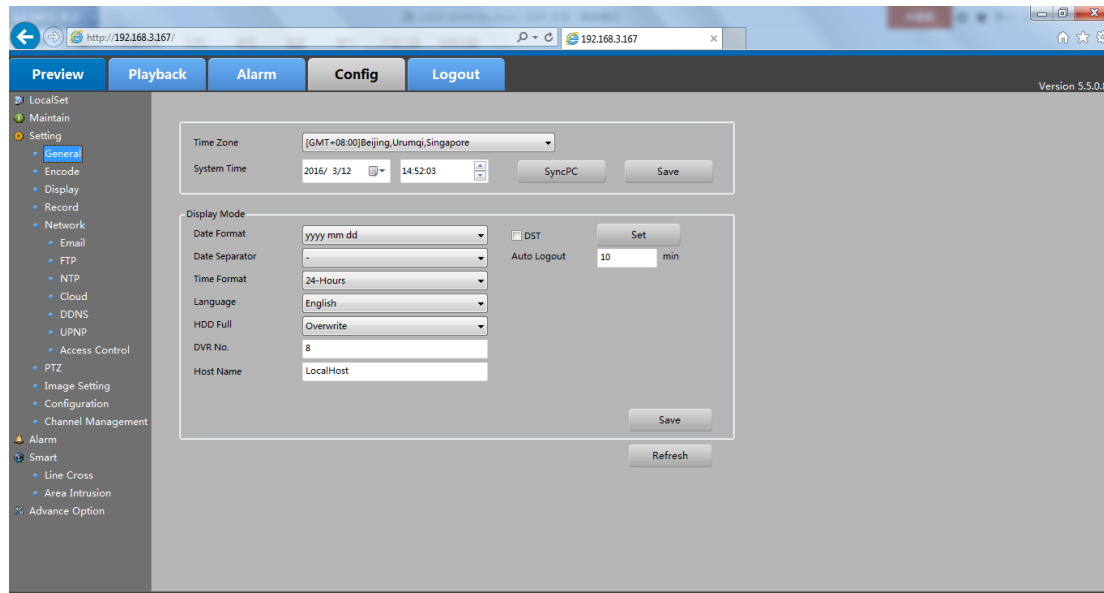 http://192.168.3.167/
192.168.3.167
Preview
Playback
Alarm
Config
Logout
Version 5.5.0.
LocalSet
Maintain
Setting
General
Encode
Display
Record
Network
Email
FTP
NTP
Cloud
DDNS
UPNP
Access Control
PTZ
Image Setting
Configuration
Channel Management
Alarm
Smart
Line Cross
Area Intrusion
Advance Option
Time Zone [GMT+08:00]Beijing,Urumqi,Singapore
System Time 2016/ 3/12 14:52:03 SyncPC Save
Display Mode
Date Format yyyy mm dd DST Set
Date Separator - Auto Logout 10 min
Time Format 24-Hours
Language English
HDD Full Overwrite
DVR No. 8
Host Name LocalHost
Save
Refresh